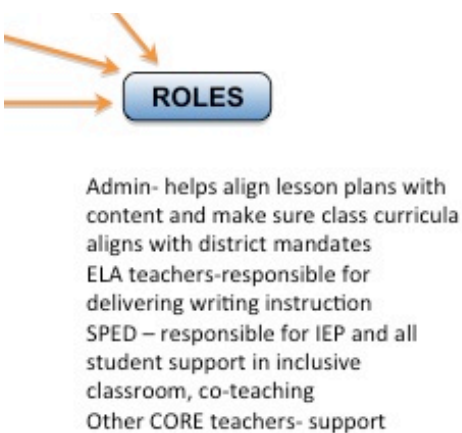 ROLES
Admin- helps align lesson plans with
content and make sure class curricula
aligns with district mandates
ELA teachers-responsible for
delivering writing instruction
SPED – responsible for IEP and all
student support in inclusive
classroom, co-teaching
Other CORE teachers- support